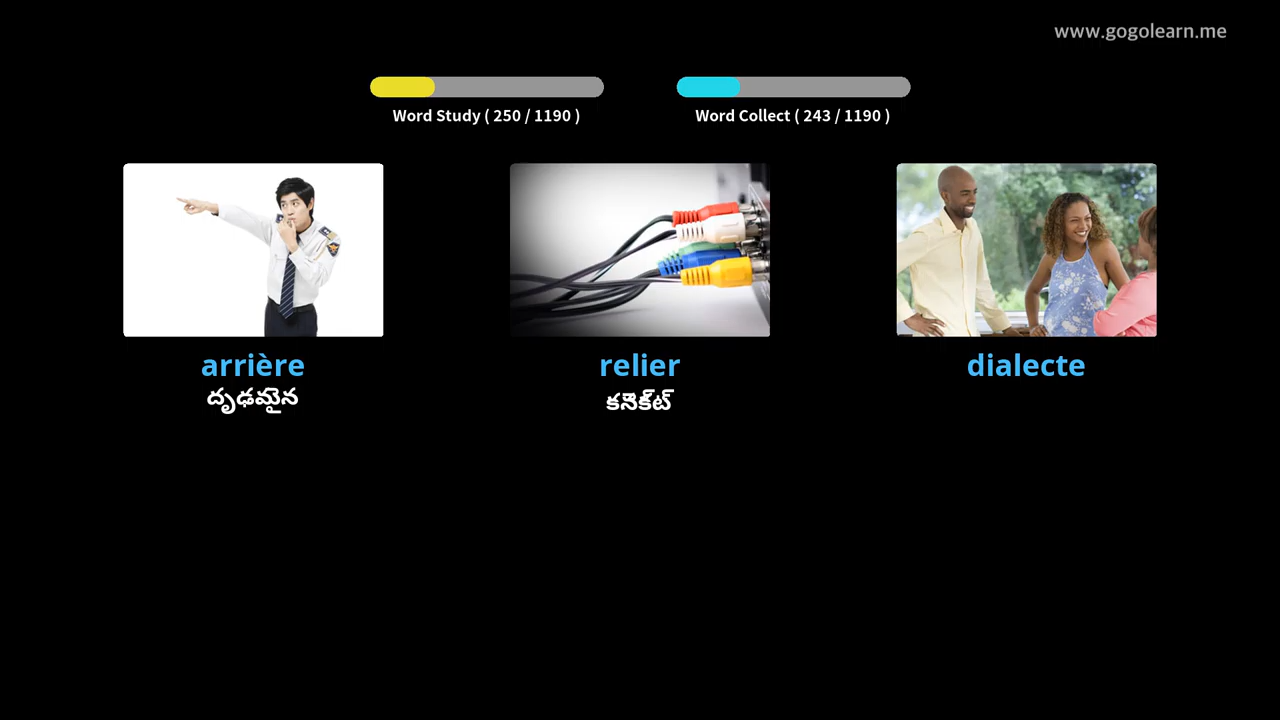 www.gogolearn.me
Word Study ( 250 / 1190 )
Word Collect ( 243 / 1190 )
arrière
దృఢమైన
relier
కనెక్ట్
dialecte